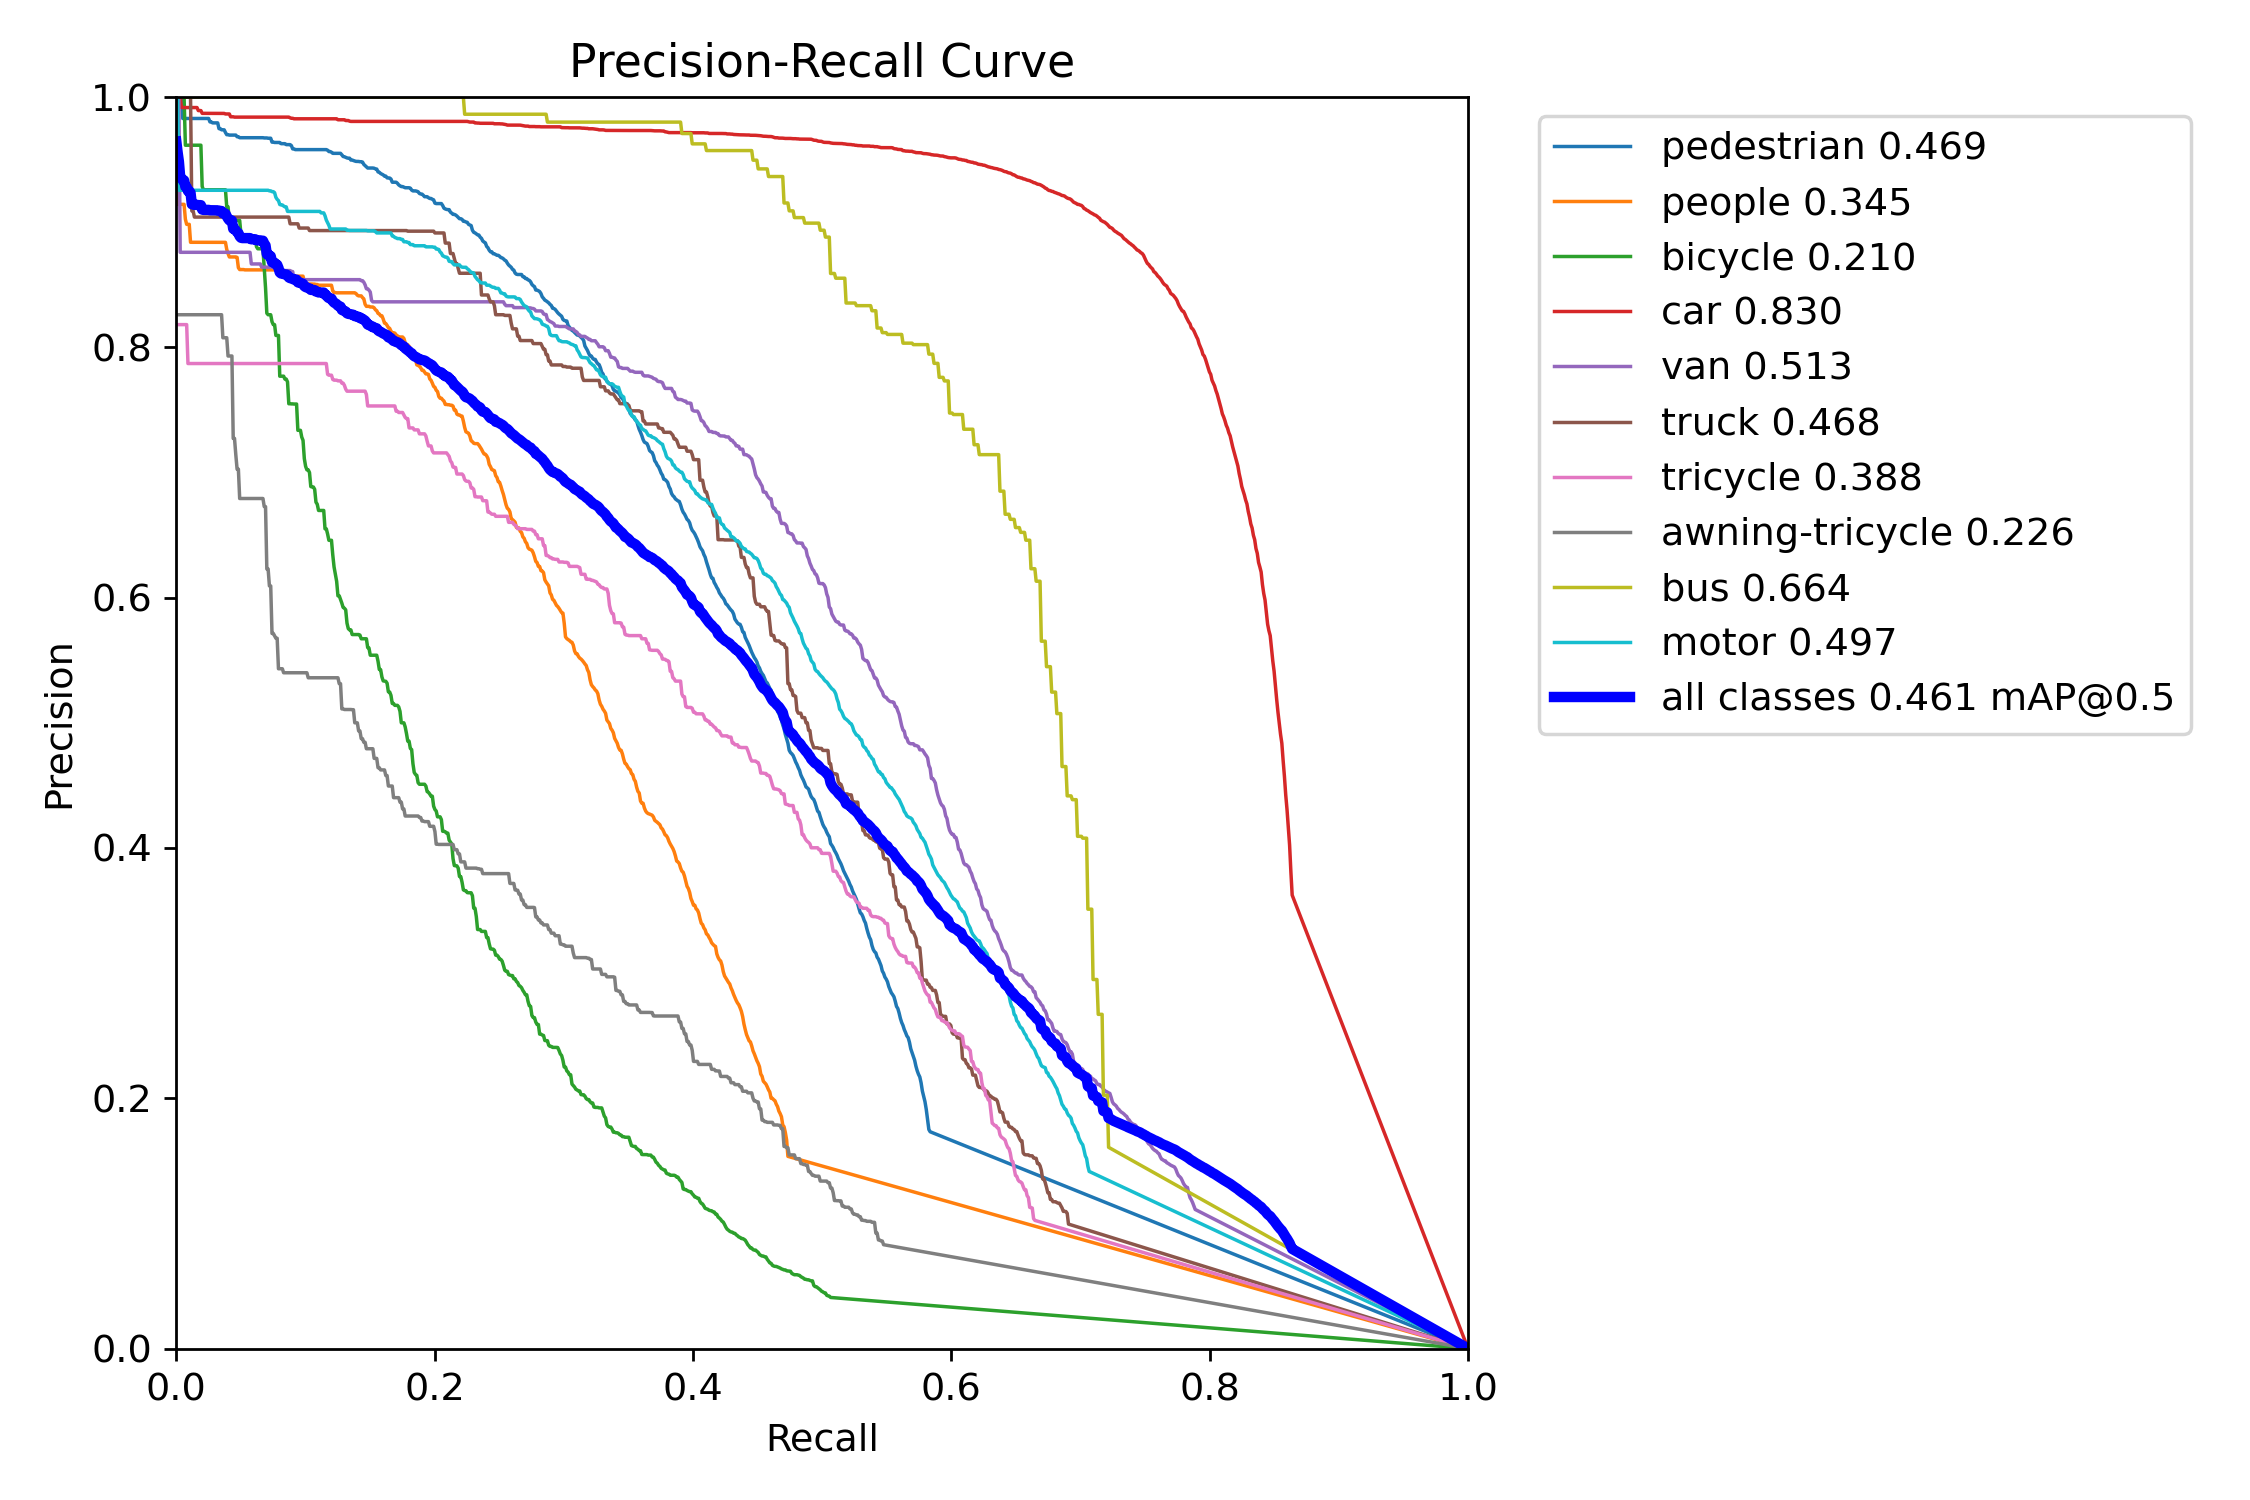 Precision-Recall Curve
1.0
0.8
0.6
0.4
0.2
0.0
Precision
0.0 0.2 0.4 0.6 0.8 1.0
Recall
pedestrian 0.469
people 0.345
bicycle 0.210
car 0.830
van 0.513
truck 0.468
tricycle 0.388
awning-tricycle 0.226
bus 0.664
motor 0.497
all classes 0.461 mAP@0.5